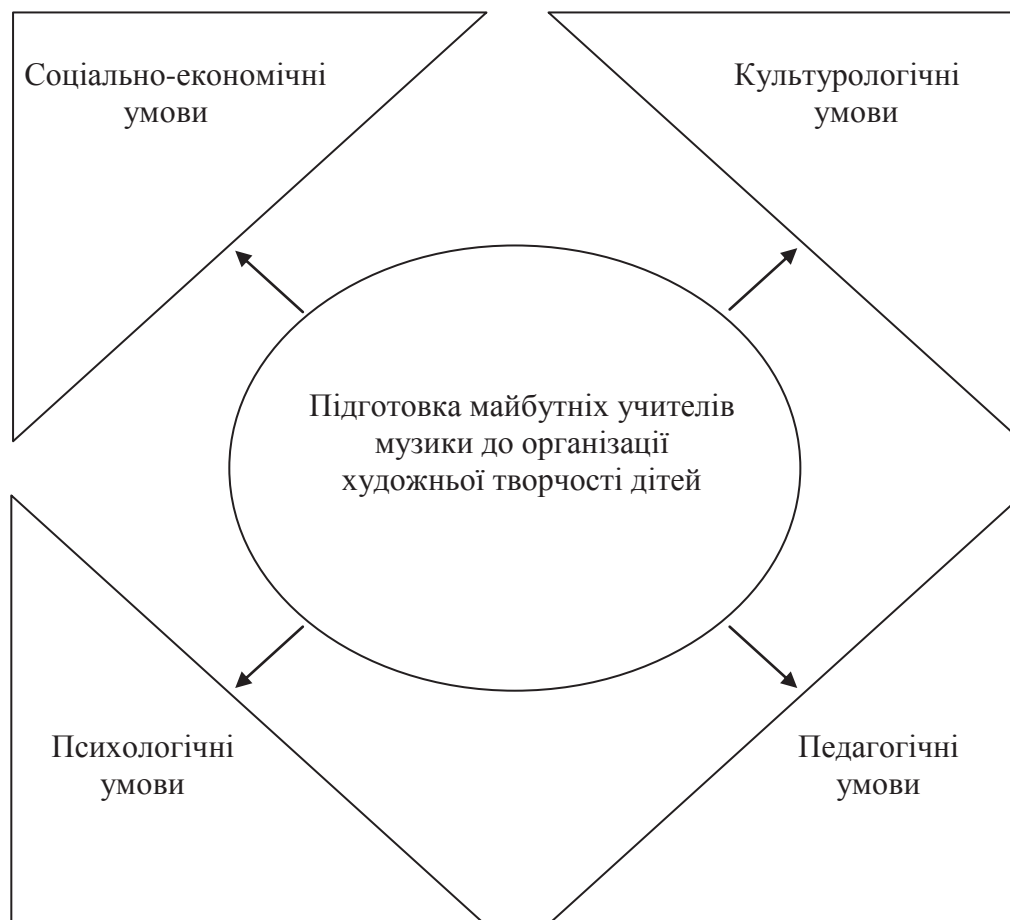 Соціально-економічні
умови
Культурологічні
умови
Підготовка майбутніх учителів
музики до організації
художньої творчості дітей
Психологічні
умови
Педагогічні
умови